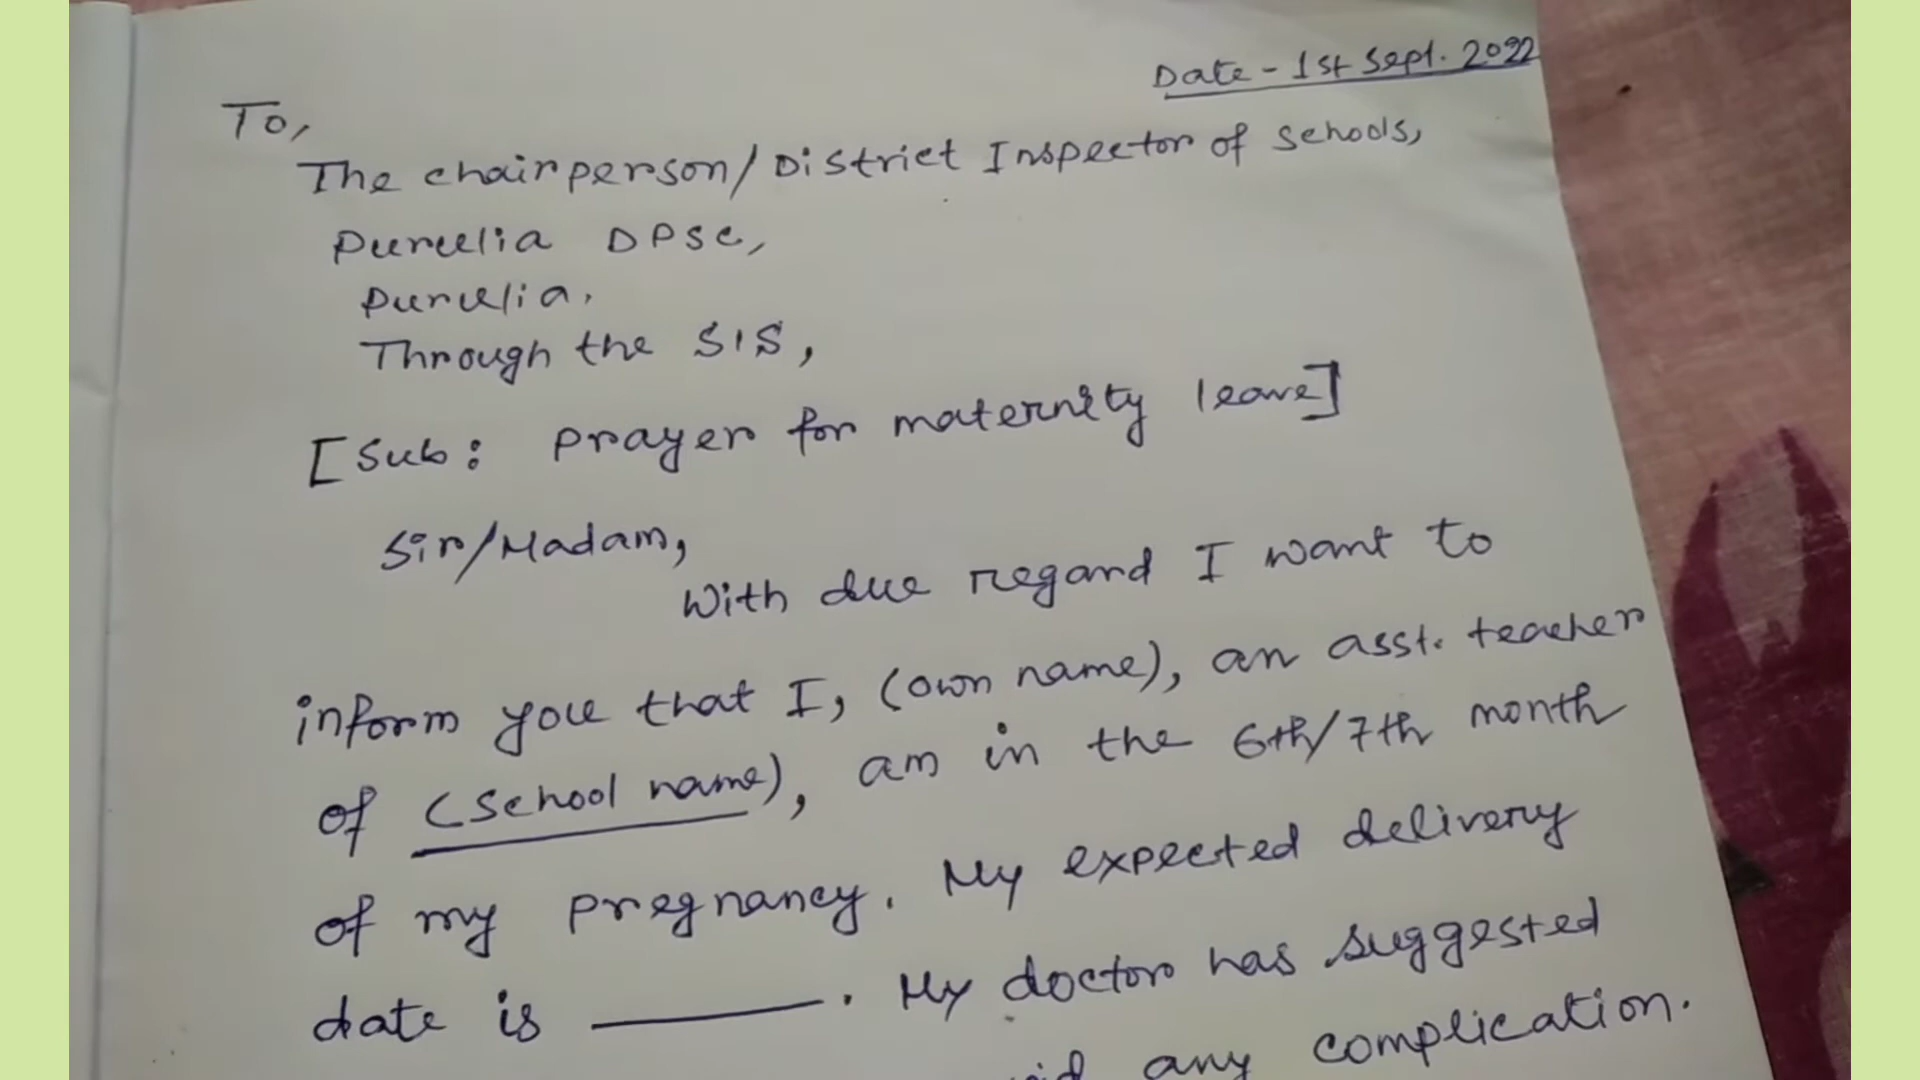 Date - 1st Sept. 2022
To,
The chairperson/District Inspector of schools,
Purulia DPSC,
Purulia.
Through the SIS,
[Sub: Prayer for maternity leave]
Sir/Madam,
With due regard I want to
inform you that I, (own name), an asst. teacher
of (School name), am in the 6th/7th month
of my pregnancy. My expected delivery
date is ________. My doctor has suggested
any complication.